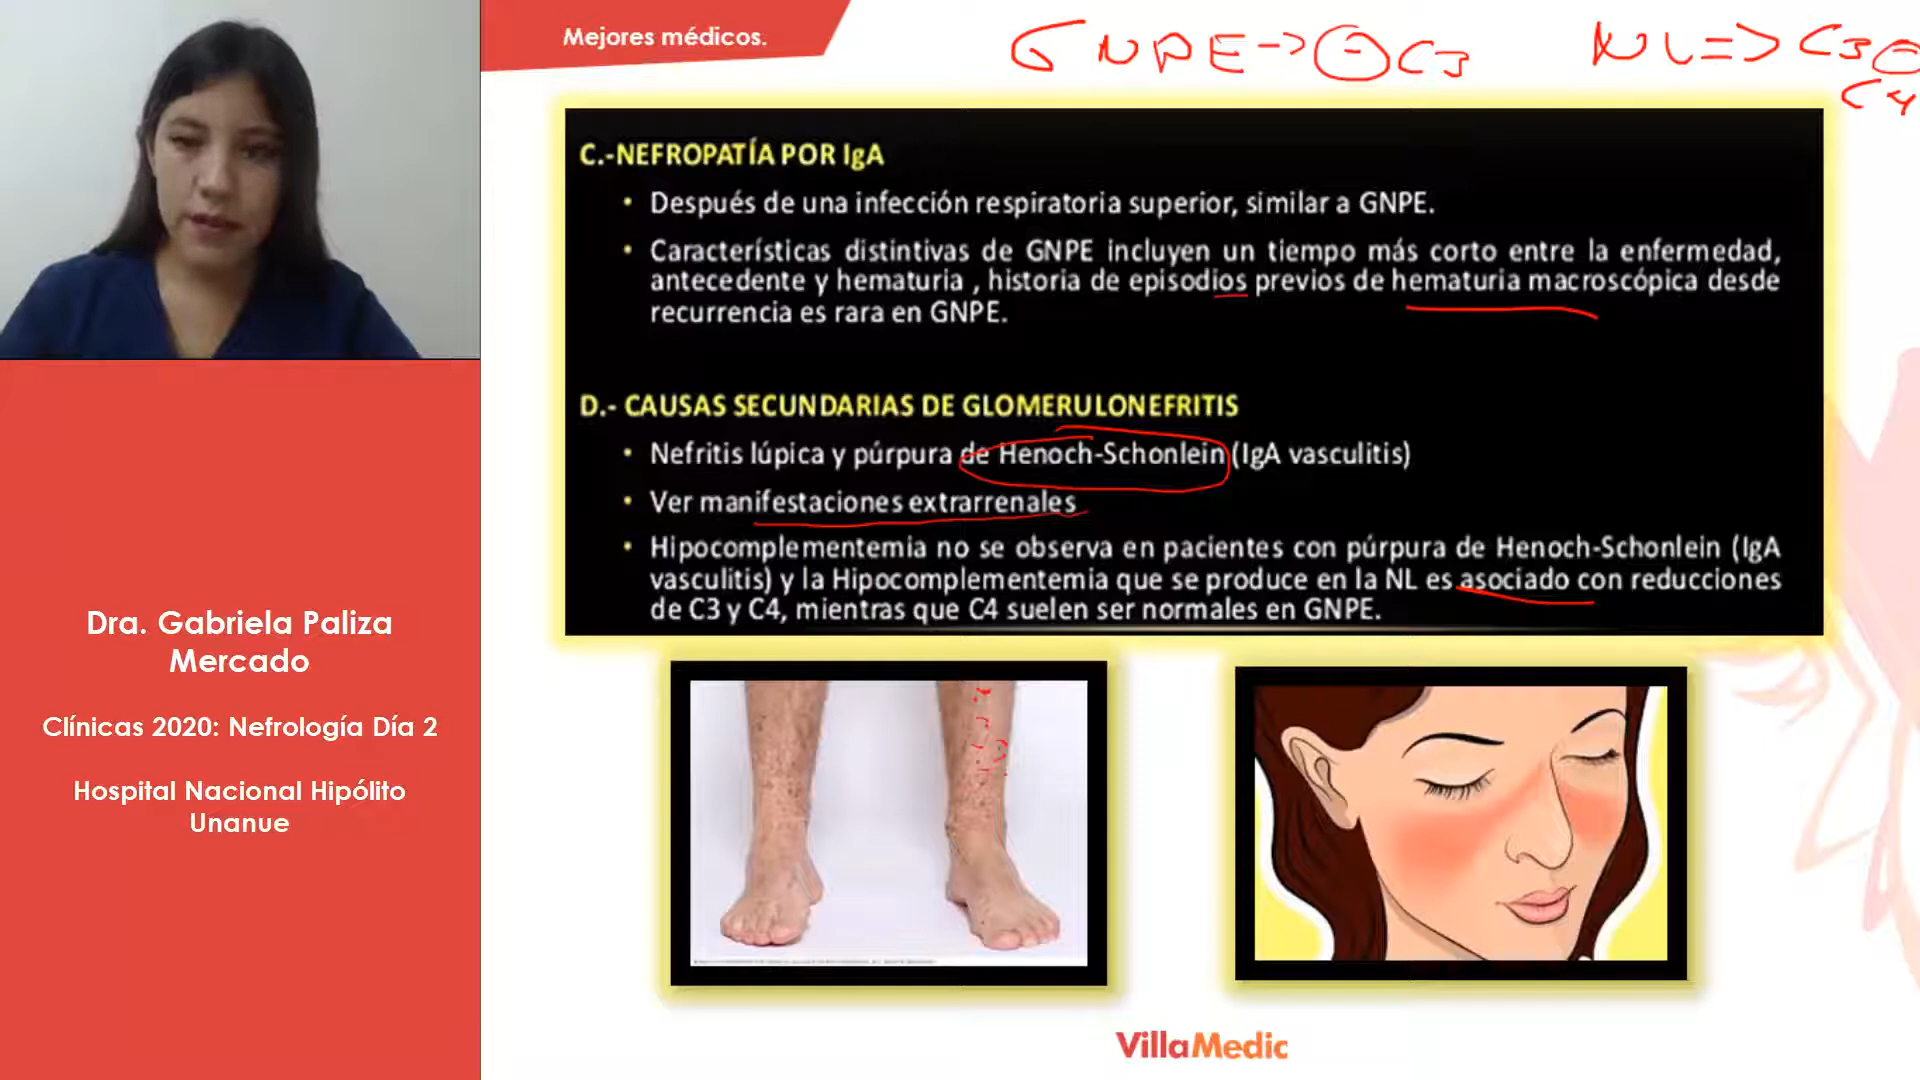 Mejores médicos.
GNPE -> ⊖ C3
NL => C3 ⊖
C4
C.-NEFROPATÍA POR IgA
• Después de una infección respiratoria superior, similar a GNPE.
• Características distintivas de GNPE incluyen un tiempo más corto entre la enfermedad,
antecedente y hematuria , historia de episodios previos de hematuria macroscópica desde
recurrencia es rara en GNPE.
D.- CAUSAS SECUNDARIAS DE GLOMERULONEFRITIS
• Nefritis lúpica y púrpura de Henoch-Schonlein (IgA vasculitis)
• Ver manifestaciones extrarrenales
• Hipocomplementemia no se observa en pacientes con púrpura de Henoch-Schonlein (IgA
vasculitis) y la Hipocomplementemia que se produce en la NL es asociado con reducciones
de C3 y C4, mientras que C4 suelen ser normales en GNPE.
Dra. Gabriela Paliza
Mercado
Clínicas 2020: Nefrología Día 2
Hospital Nacional Hipólito
Unanue
VillaMedic